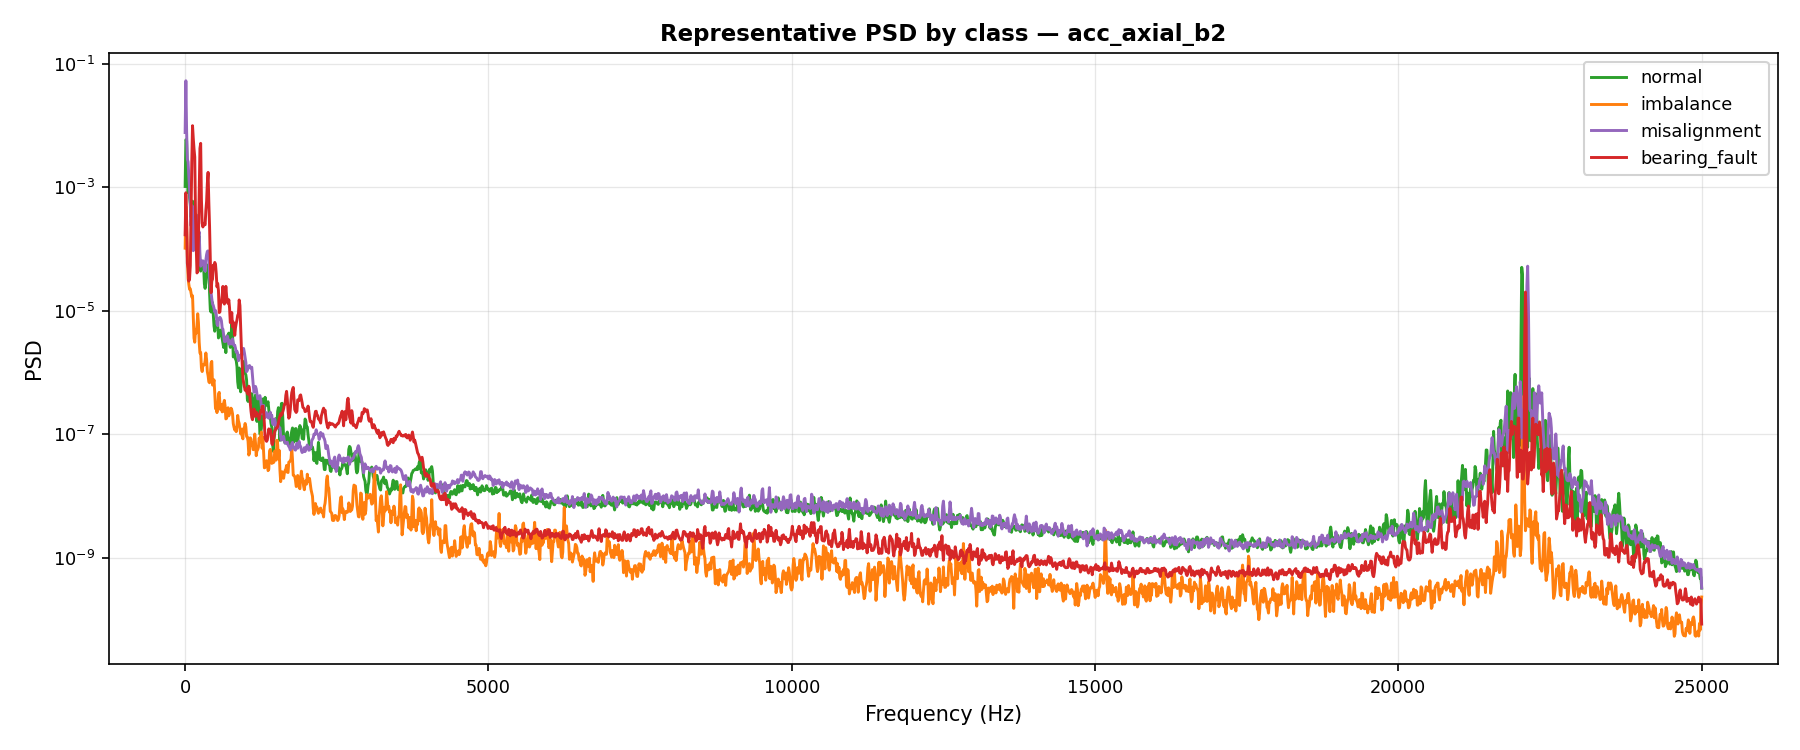 Representative PSD by class — acc_axial_b2
normal
imbalance
misalignment
bearing_fault
PSD
10⁻¹
10⁻³
10⁻⁵
10⁻⁷
10⁻⁹
0 5000 10000 15000 20000 25000
Frequency (Hz)